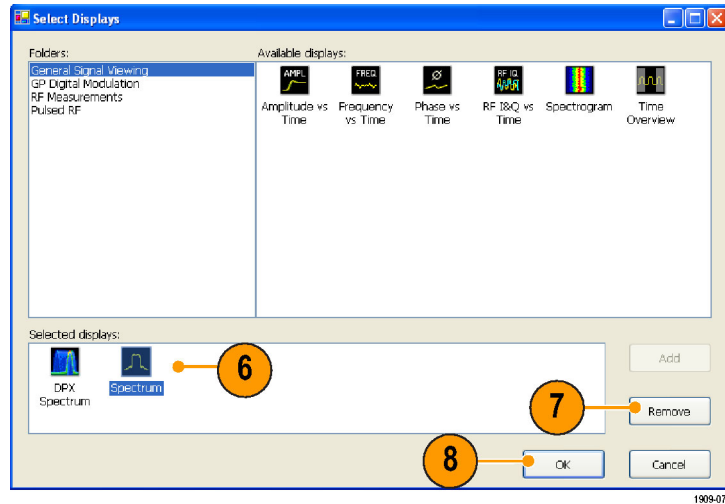 Select Displays
Folders:
General Signal Viewing
GP Digital Modulation
RF Measurements
Pulsed RF
Available displays:
AMPL
Amplitude vs
Time
FREQ
Frequency
vs Time
Ø
Phase vs
Time
RF IQ
RF I&Q vs
Time
Spectrogram
Time
Overview
Selected displays:
DPX
Spectrum
Spectrum
6
Add
7
Remove
8
OK
Cancel
1909-07